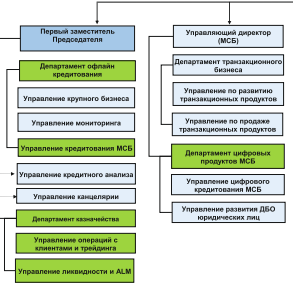 Первый заместитель
Председателя
Департамент офлайн
кредитования
Управление крупного бизнеса
Управление мониторинга
Управление кредитования МСБ
Управление кредитного анализа
Управление канцелярии
Департамент казначейства
Управление операций с
клиентами и трейдинга
Управление ликвидности и ALM
Управляющий директор
(МСБ)
Департамент транзакционного
бизнеса
Управление по развитию
транзакционных продуктов
Управление по продаже
транзакционных продуктов
Департамент цифровых
продуктов МСБ
Управление цифрового
кредитования МСБ
Управление развития ДБО
юридических лиц